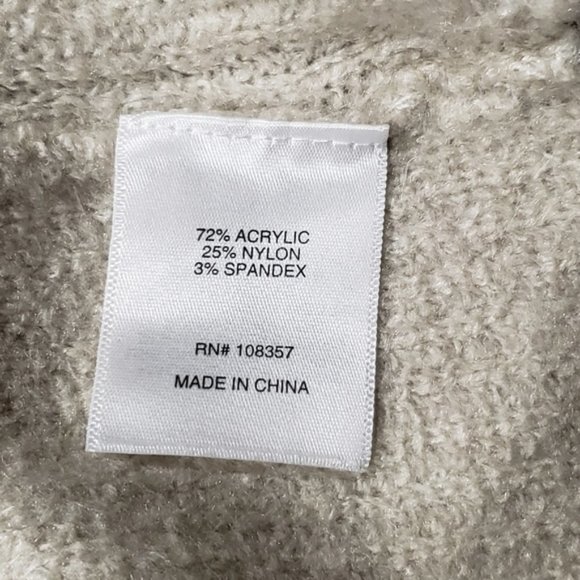 72% ACRYLIC
25% NYLON
3% SPANDEX
RN# 108357
MADE IN CHINA